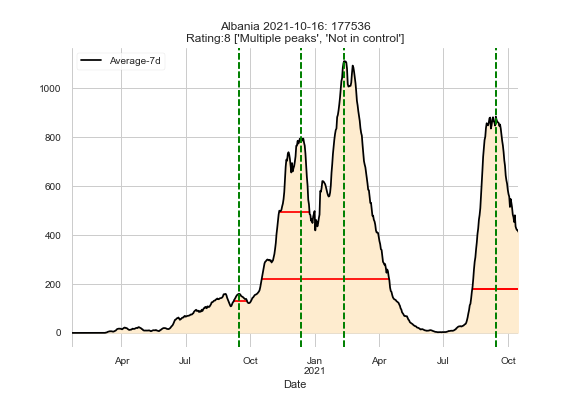 Albania 2021-10-16: 177536
Rating:8 ['Multiple peaks', 'Not in control']
Average-7d
1000
800
600
400
200
0
Apr Jul Oct Jan Apr Jul Oct
2021
Date